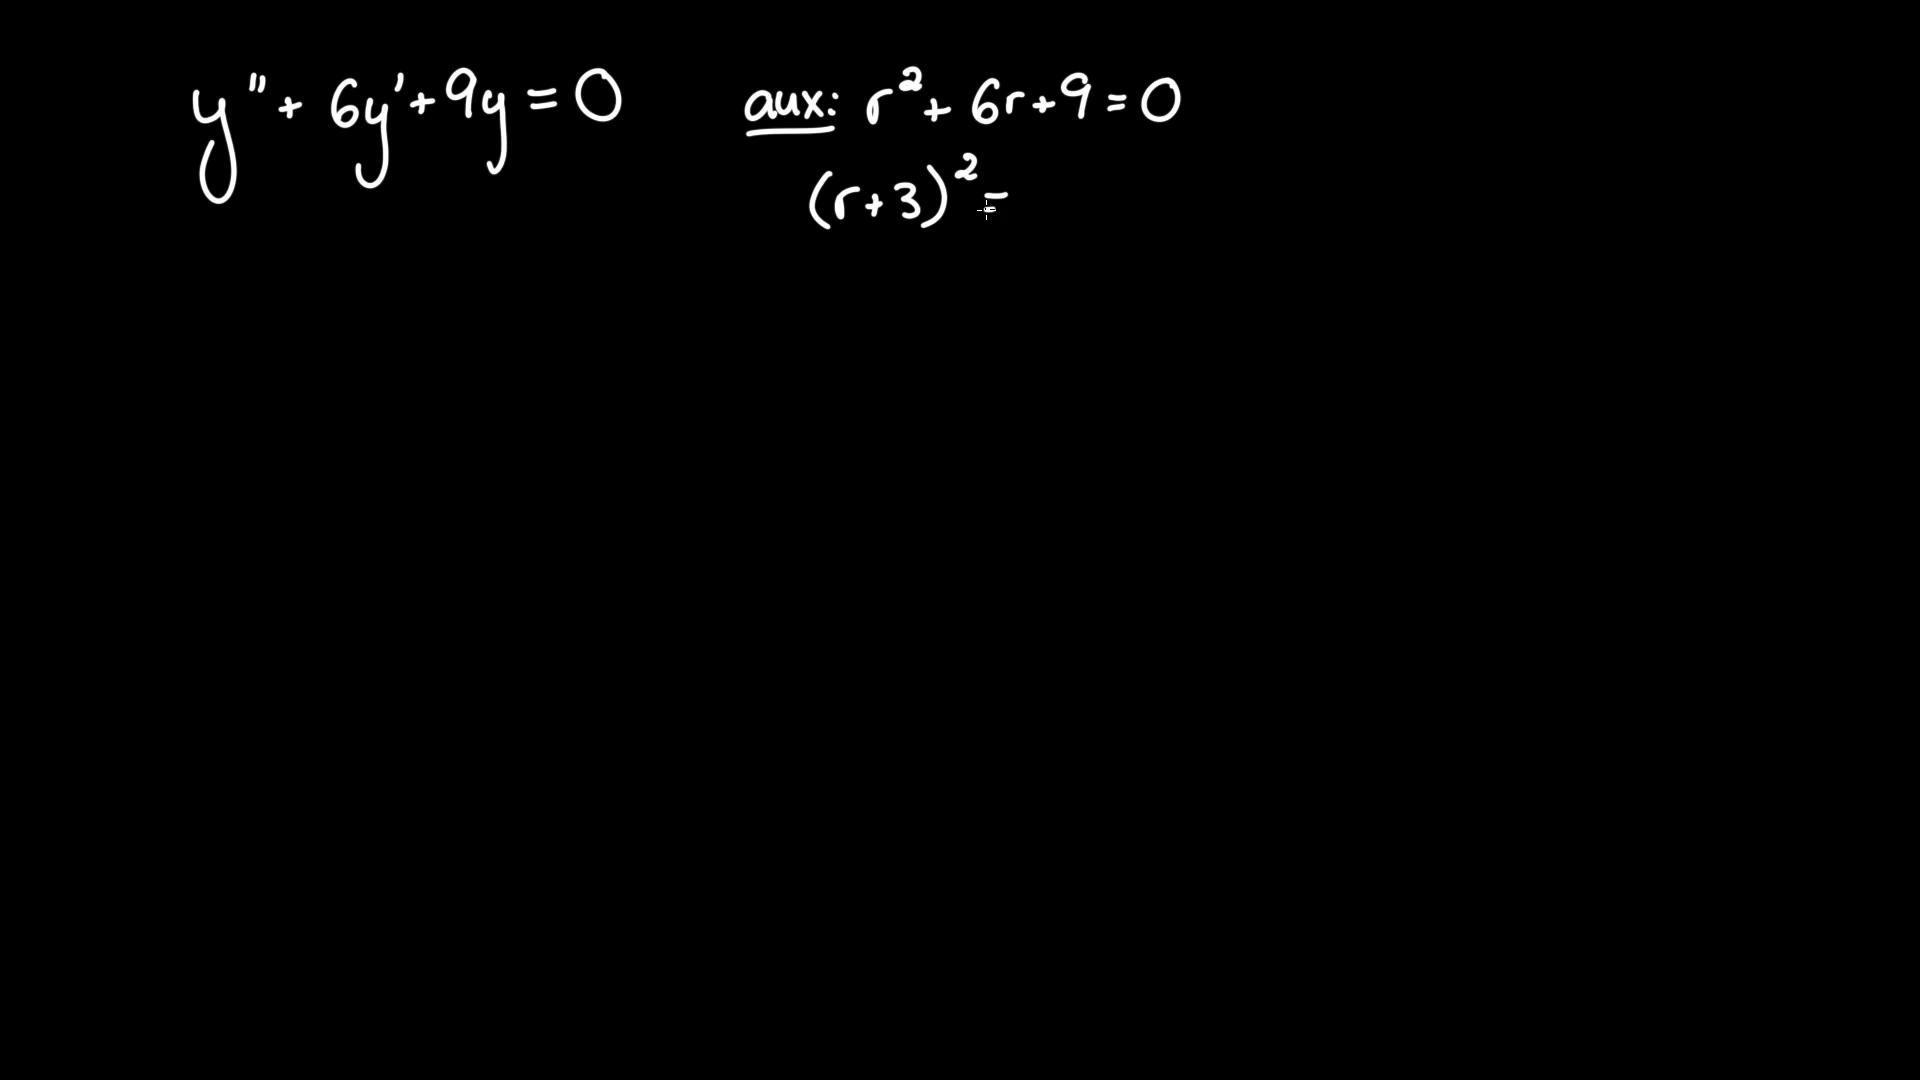 y'' + 6y' + 9y = 0
aux: r² + 6r + 9 = 0
(r + 3)² =